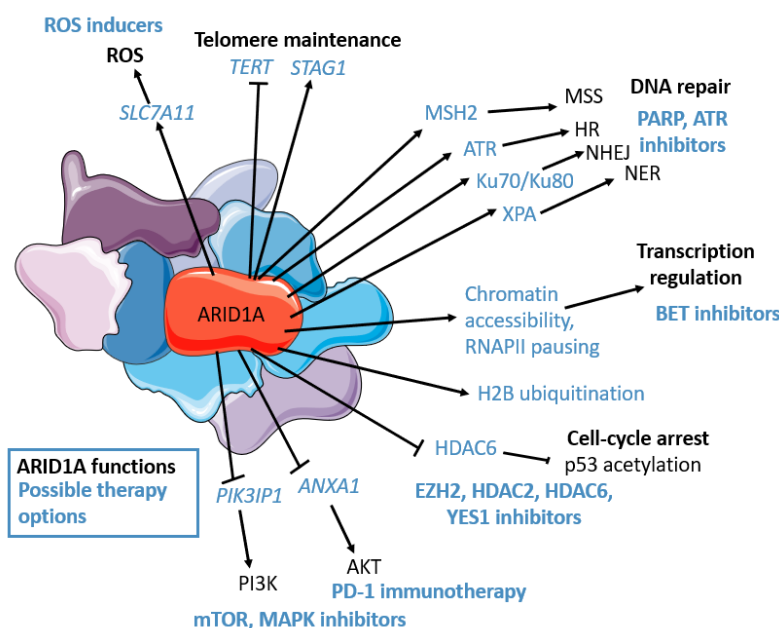 ROS inducers
ROS
SLC7A11
Telomere maintenance
TERT STAG1
MSH2
MSS
DNA repair
PARP, ATR
inhibitors
ATR
HR
Ku70/Ku80
NHEJ
XPA
NER
ARID1A
Transcription
regulation
BET inhibitors
Chromatin
accessibility,
RNAPII pausing
H2B ubiquitination
HDAC6
Cell-cycle arrest
p53 acetylation
EZH2, HDAC2, HDAC6,
YES1 inhibitors
ARID1A functions
Possible therapy
options
PIK3IP1
ANXA1
PI3K
AKT
PD-1 immunotherapy
mTOR, MAPK inhibitors